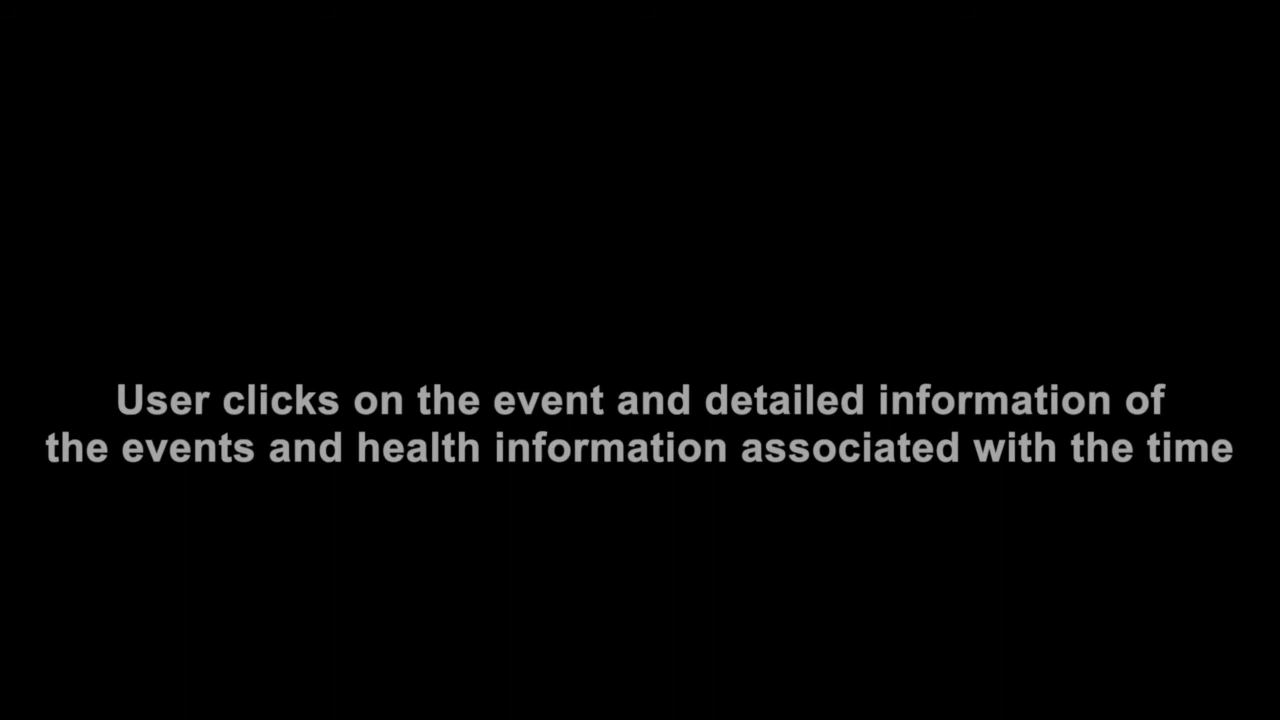 User clicks on the event and detailed information of
the events and health information associated with the time